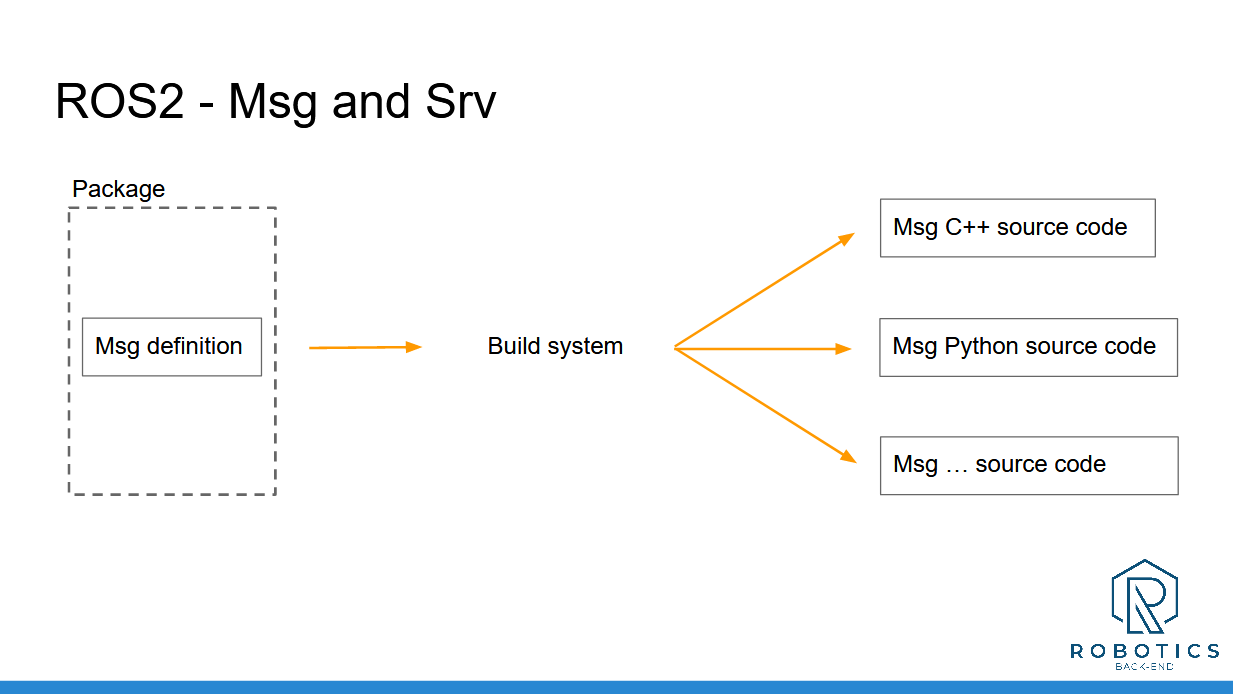 ROS2 - Msg and Srv
Package
Msg definition
Build system
Msg C++ source code
Msg Python source code
Msg … source code
ROBOTICS
BACK-END